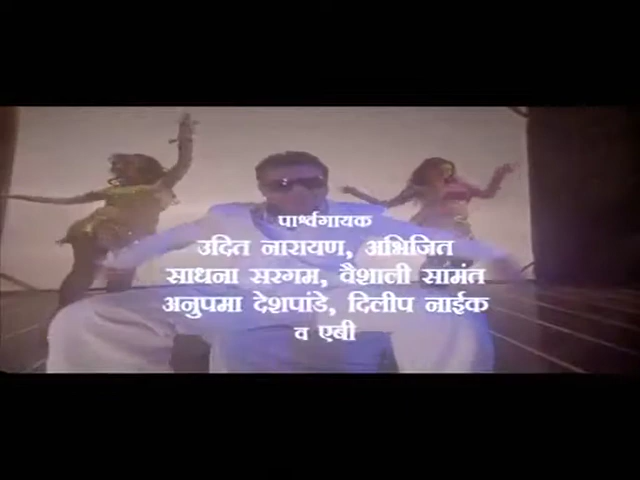 पार्श्वगायक
उदित नारायण, अभिजित
साधना सरगम, वैशाली सामंत
अनुपमा देशपांडे, दिलीप नाईक
व एबी